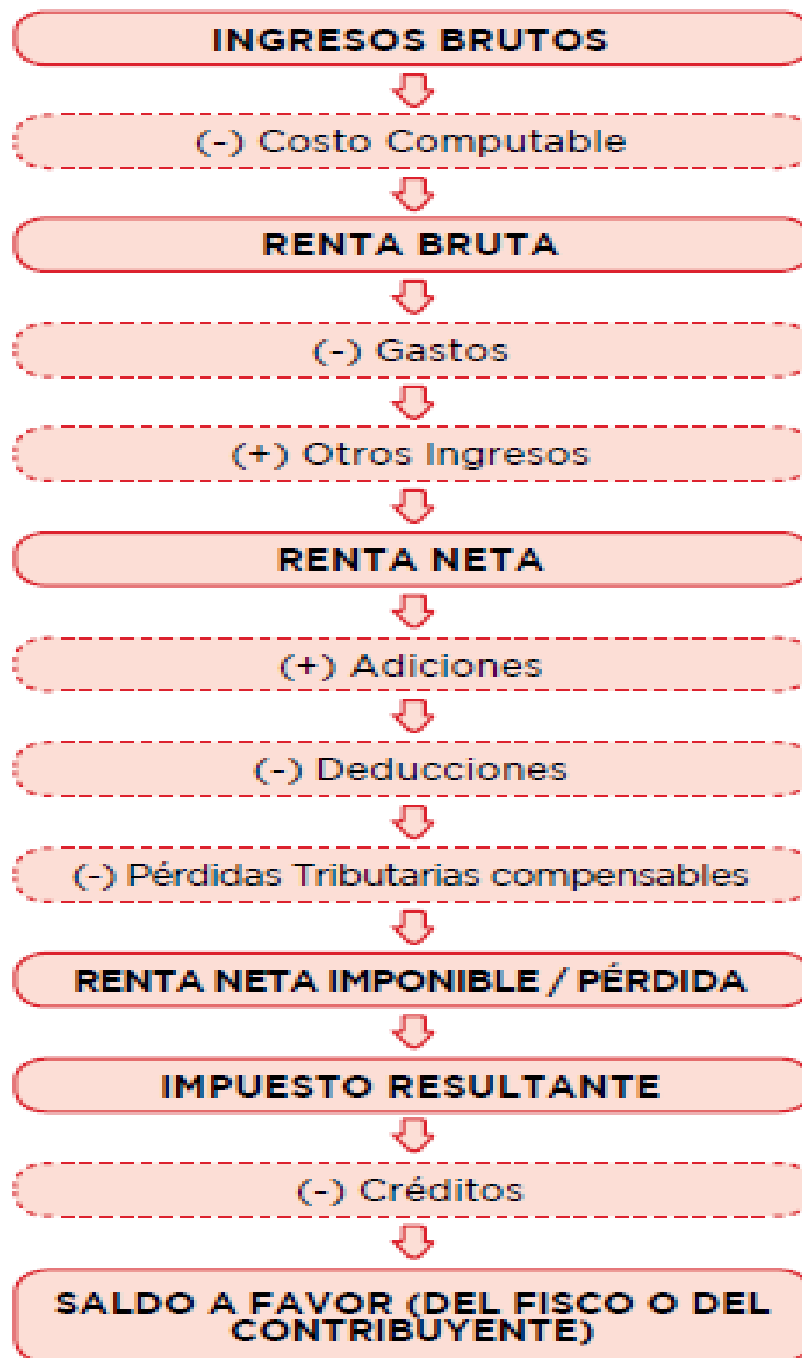 INGRESOS BRUTOS
(-) Costo Computable
RENTA BRUTA
(-) Gastos
(+) Otros Ingresos
RENTA NETA
(+) Adiciones
(-) Deducciones
(-) Pérdidas Tributarias compensables
RENTA NETA IMPONIBLE / PÉRDIDA
IMPUESTO RESULTANTE
(-) Créditos
SALDO A FAVOR (DEL FISCO O DEL
CONTRIBUYENTE)